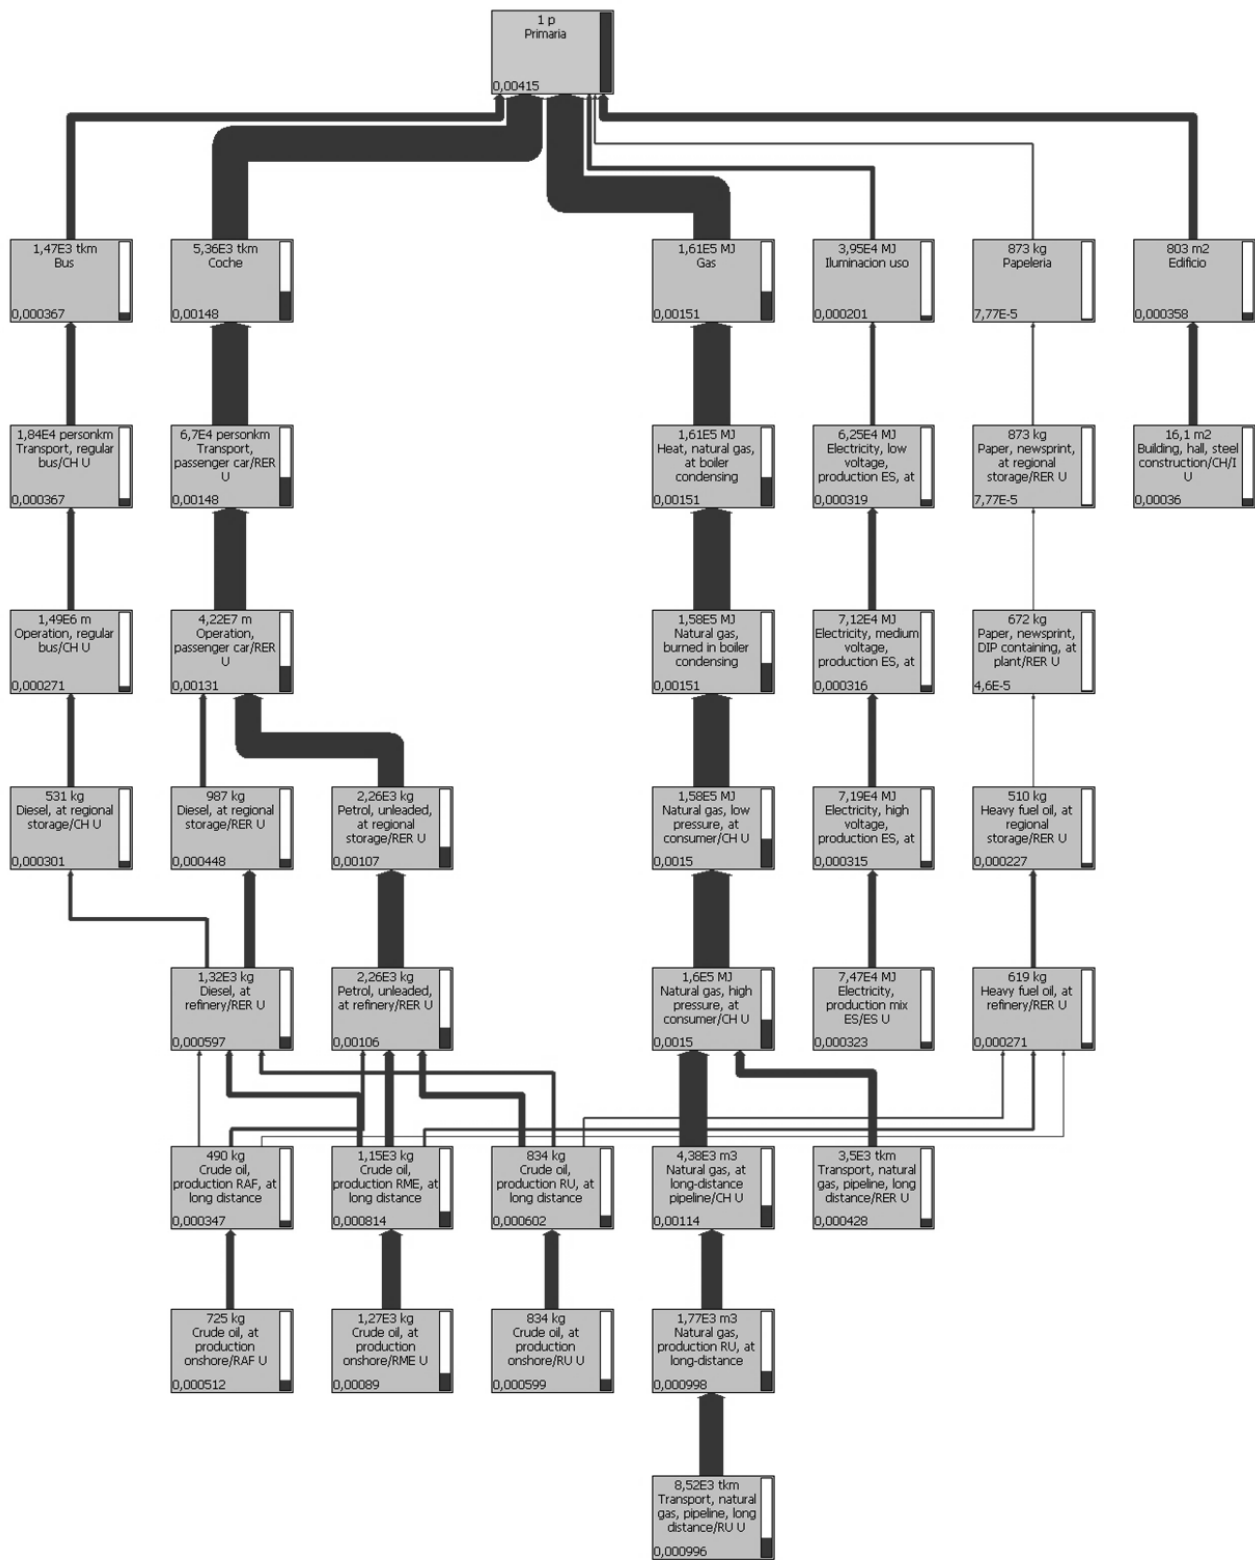 1 p
Primaria
0,00415
1,47E3 tkm
Bus
0,000367
5,36E3 tkm
Coche
0,00148
1,61E5 MJ
Gas
0,00151
3,95E4 MJ
Iluminacion uso
0,000201
873 kg
Papeleria
7,77E-5
803 m2
Edificio
0,000358
1,84E4 personkm
Transport, regular
bus/CH U
0,000367
6,7E4 personkm
Transport,
passenger car/RER
U
0,00148
1,61E5 MJ
Heat, natural gas,
at boiler
condensing
0,00151
6,25E4 MJ
Electricity, low
voltage,
production ES, at
0,000319
873 kg
Paper, newsprint,
at regional
storage/RER U
7,77E-5
16,1 m2
Building, hall, steel
construction/CH/I
U
0,00036
1,49E6 m
Operation, regular
bus/CH U
0,000271
4,22E7 m
Operation,
passenger car/RER
U
0,00131
1,58E5 MJ
Natural gas,
burned in boiler
condensing
0,00151
7,12E4 MJ
Electricity, medium
voltage,
production ES, at
0,000316
672 kg
Paper, newsprint,
DIP containing, at
plant/RER U
4,6E-5
531 kg
Diesel, at regional
storage/CH U
0,000301
987 kg
Diesel, at regional
storage/RER U
0,000448
2,26E3 kg
Petrol, unleaded,
at regional
storage/RER U
0,00107
1,58E5 MJ
Natural gas, low
pressure, at
consumer/CH U
0,0015
7,19E4 MJ
Electricity, high
voltage,
production ES, at
0,000315
510 kg
Heavy fuel oil, at
regional
storage/RER U
0,000227
1,32E3 kg
Diesel, at
refinery/RER U
0,000597
2,26E3 kg
Petrol, unleaded,
at refinery/RER U
0,00106
1,6E5 MJ
Natural gas, high
pressure, at
consumer/CH U
0,0015
7,47E4 MJ
Electricity,
production mix
ES/ES U
0,000323
619 kg
Heavy fuel oil, at
refinery/RER U
0,000271
490 kg
Crude oil,
production RAF, at
long distance
0,000347
1,15E3 kg
Crude oil,
production RME, at
long distance
0,000814
834 kg
Crude oil,
production RU, at
long distance
0,000602
4,38E3 m3
Natural gas, at
long-distance
pipeline/CH U
0,00114
3,5E3 tkm
Transport, natural
gas, pipeline, long
distance/RER U
0,000428
725 kg
Crude oil, at
production
onshore/RAF U
0,000512
1,27E3 kg
Crude oil, at
production
onshore/RME U
0,00089
834 kg
Crude oil, at
production
onshore/RU U
0,000599
1,77E3 m3
Natural gas,
production RU, at
long-distance
0,000998
8,52E3 tkm
Transport, natural
gas, pipeline, long
distance/RU U
0,000996